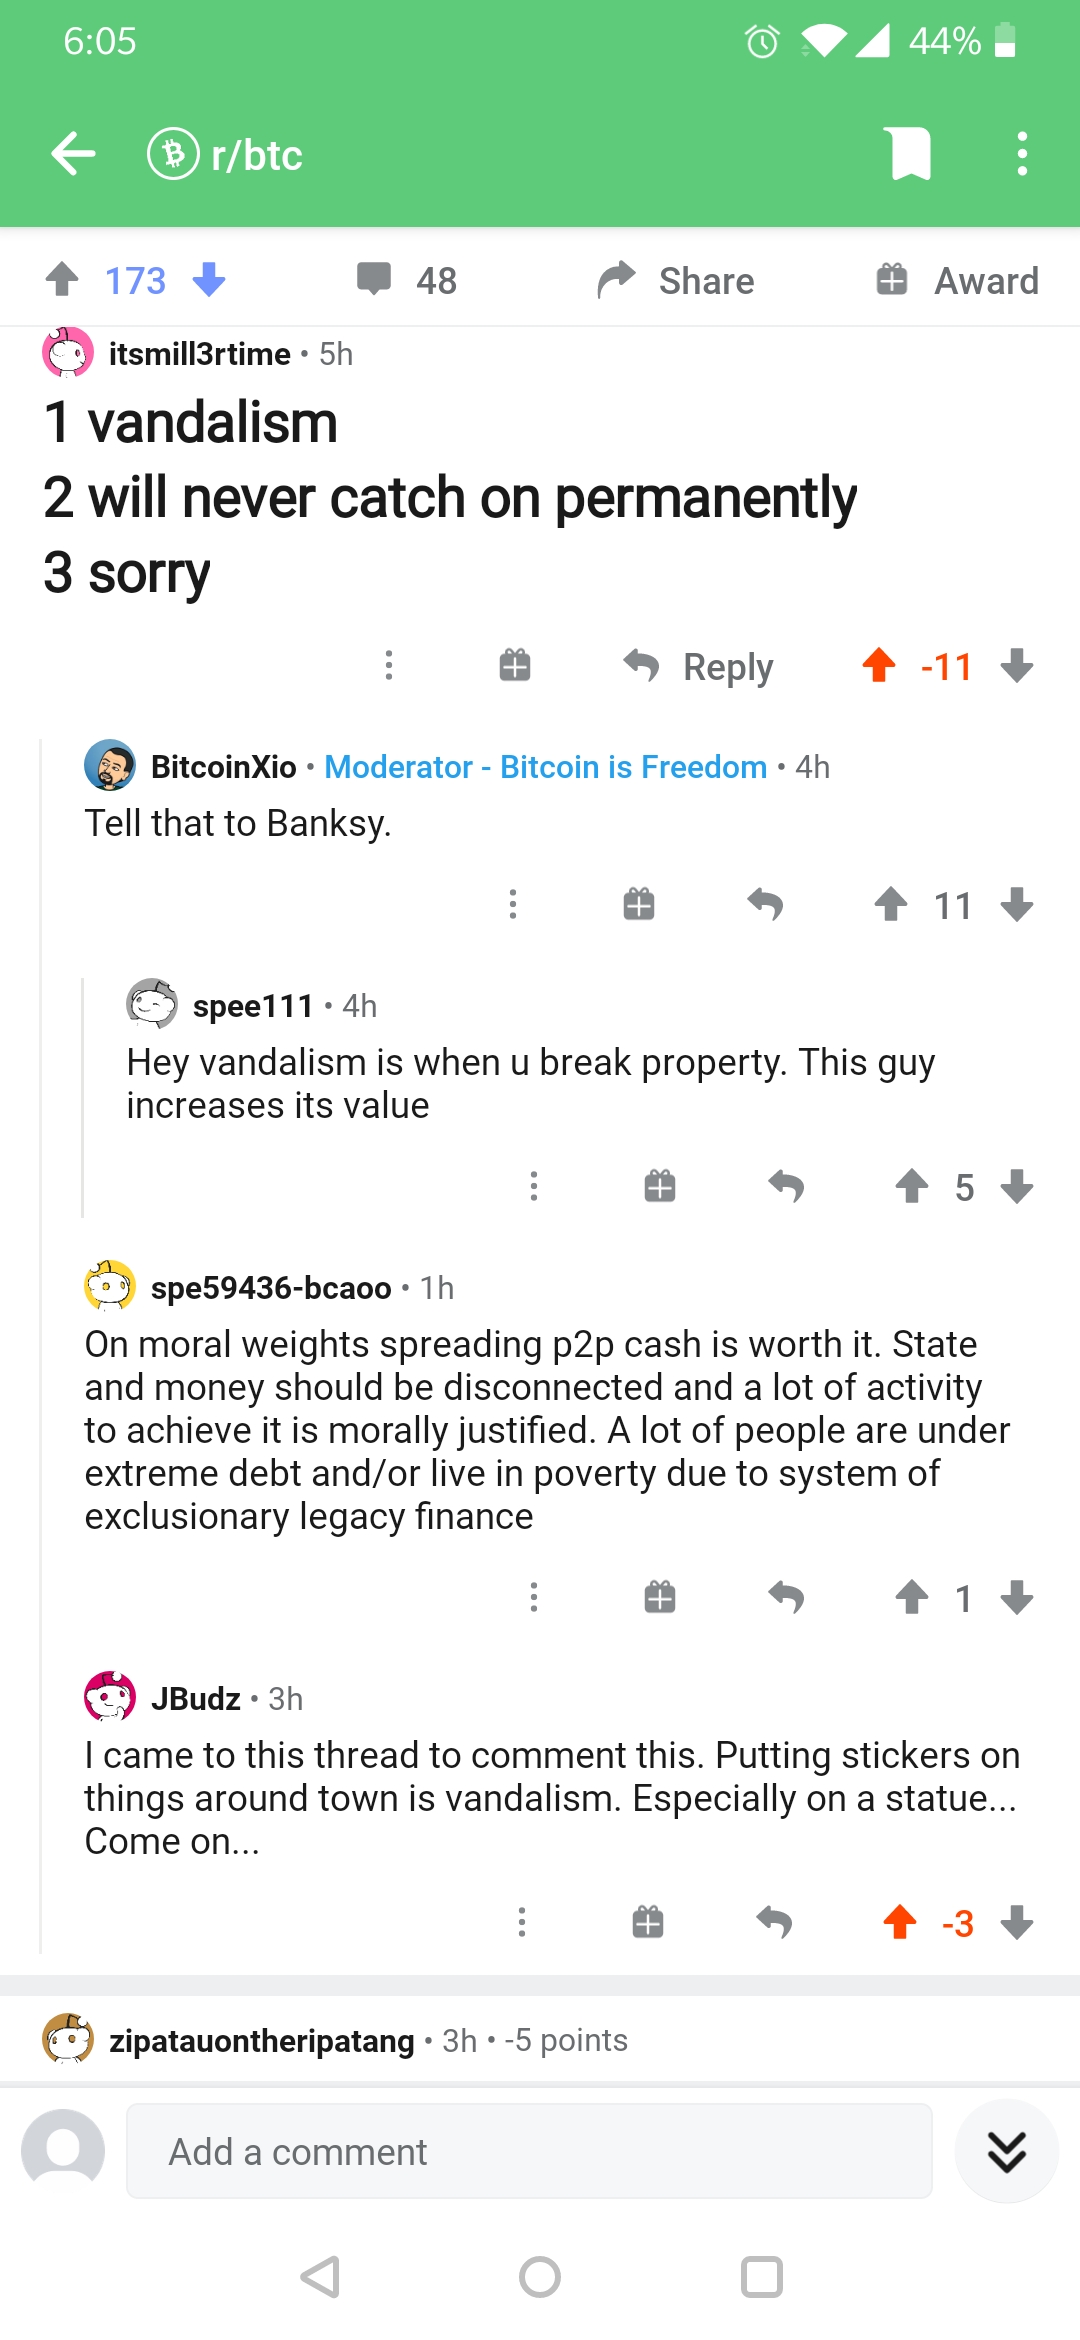 6:05
44%
r/btc
173
48
Share
Award
itsmill3rtime • 5h
1 vandalism
2 will never catch on permanently
3 sorry
Reply
-11
BitcoinXio • Moderator - Bitcoin is Freedom • 4h
Tell that to Banksy.
11
spee111 • 4h
Hey vandalism is when u break property. This guy
increases its value
5
spe59436-bcaoo • 1h
On moral weights spreading p2p cash is worth it. State
and money should be disconnected and a lot of activity
to achieve it is morally justified. A lot of people are under
extreme debt and/or live in poverty due to system of
exclusionary legacy finance
1
JBudz • 3h
I came to this thread to comment this. Putting stickers on
things around town is vandalism. Especially on a statue...
Come on...
-3
zipatauontheripatang • 3h • -5 points
Add a comment